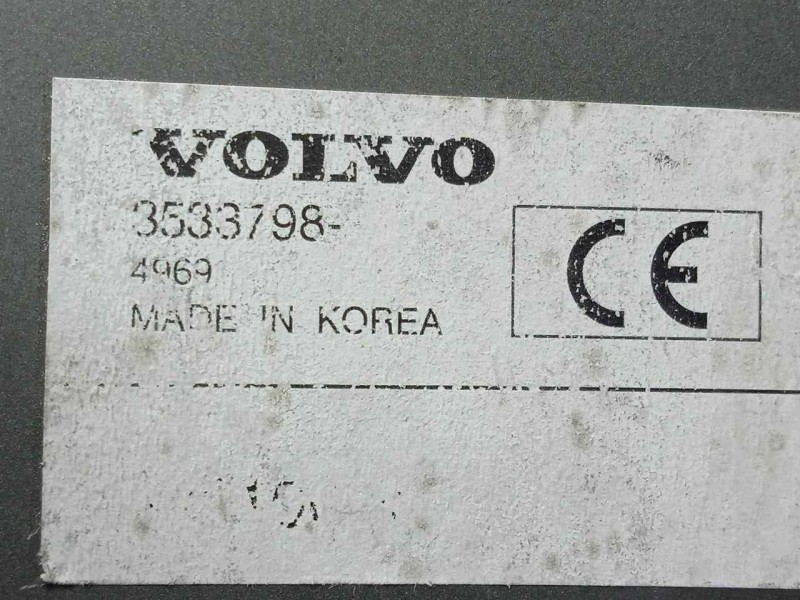 VOLVO
3533798-
4969
MADE IN KOREA
CE